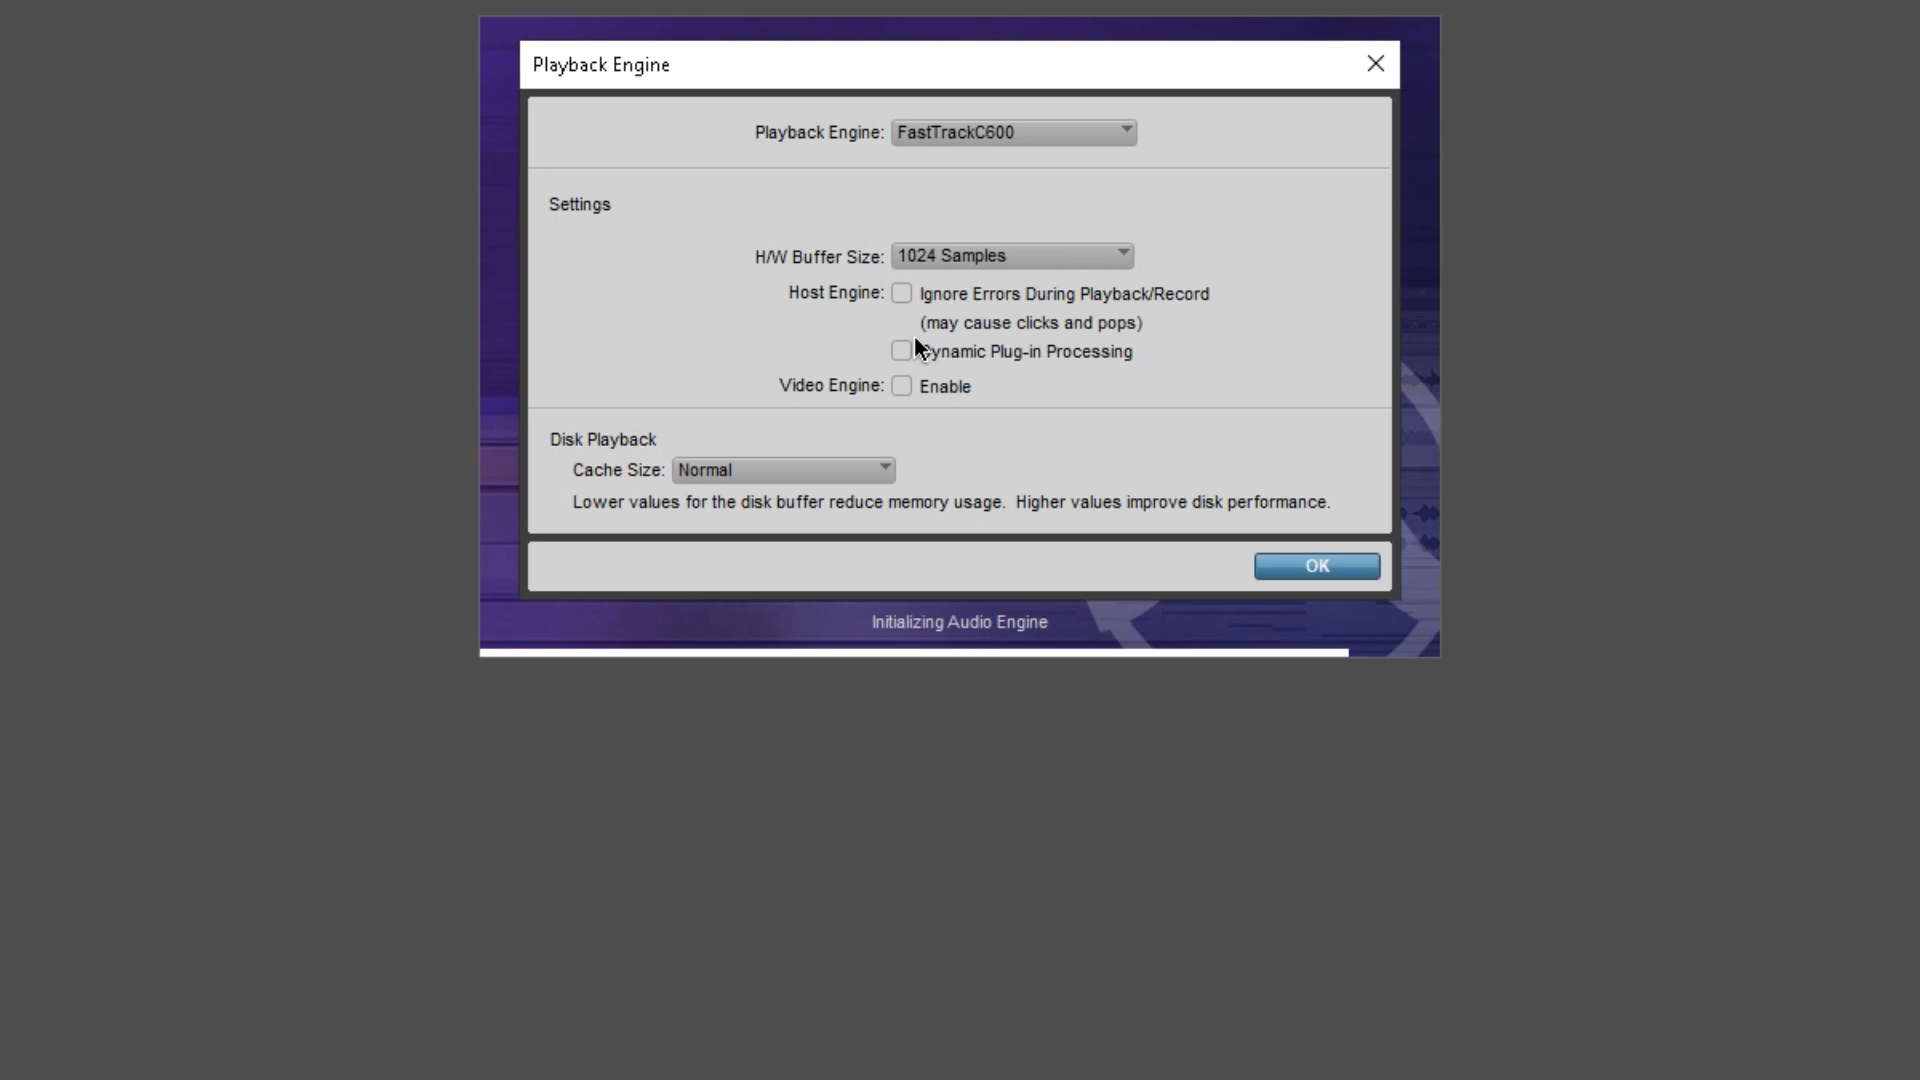 Playback Engine
Playback Engine: FastTrackC600
Settings
H/W Buffer Size: 1024 Samples
Host Engine: Ignore Errors During Playback/Record
(may cause clicks and pops)
Dynamic Plug-in Processing
Video Engine: Enable
Disk Playback
Cache Size: Normal
Lower values for the disk buffer reduce memory usage. Higher values improve disk performance.
OK
Initializing Audio Engine